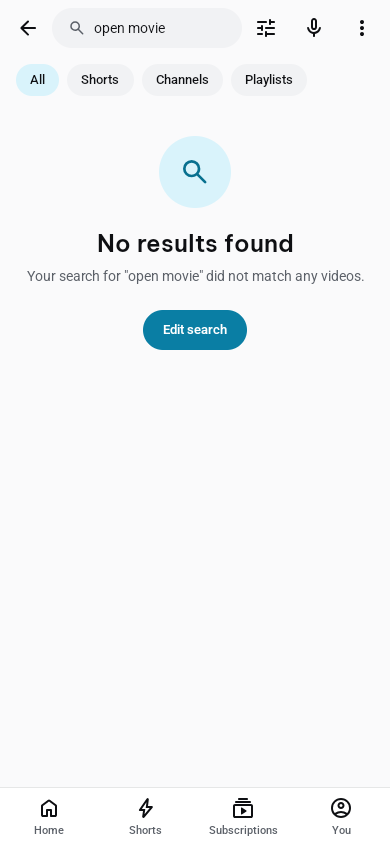 open movie
All Shorts Channels Playlists
No results found
Your search for "open movie" did not match any videos.
Edit search
Home Shorts Subscriptions You